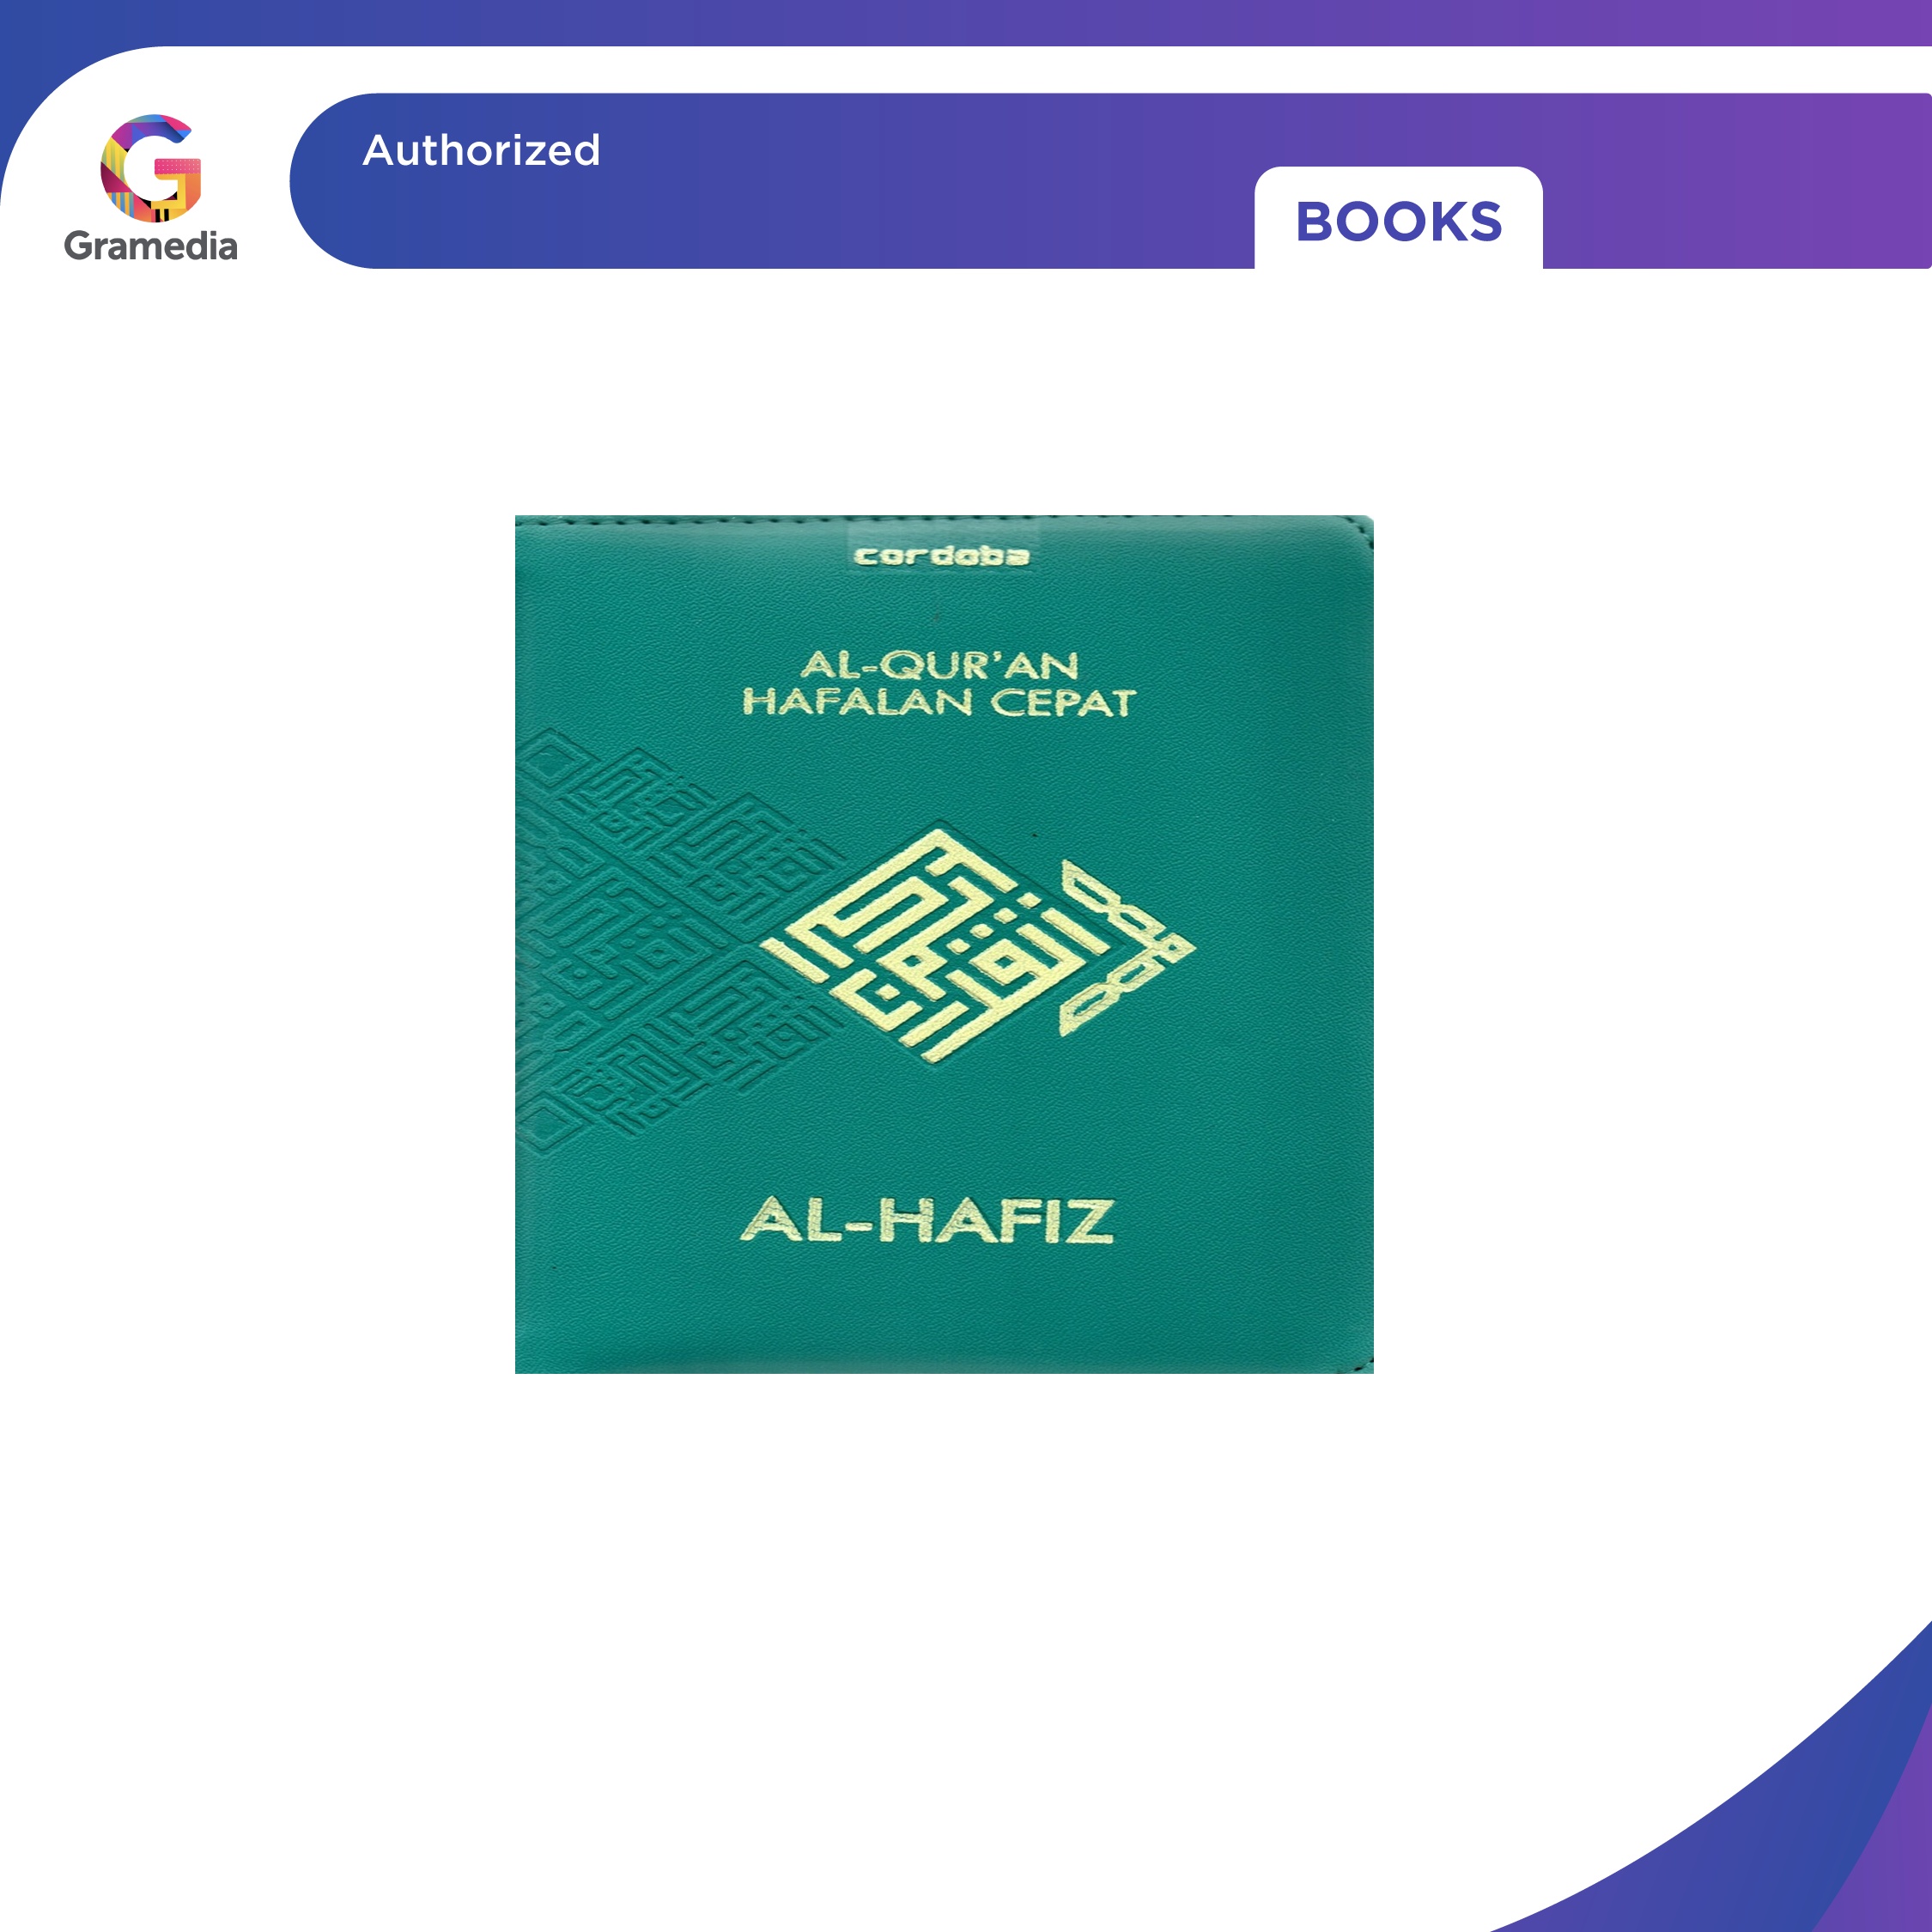 Gramedia
Authorized
BOOKS
cordoba
AL-QUR'AN
HAFALAN CEPAT
AL-HAFIZ